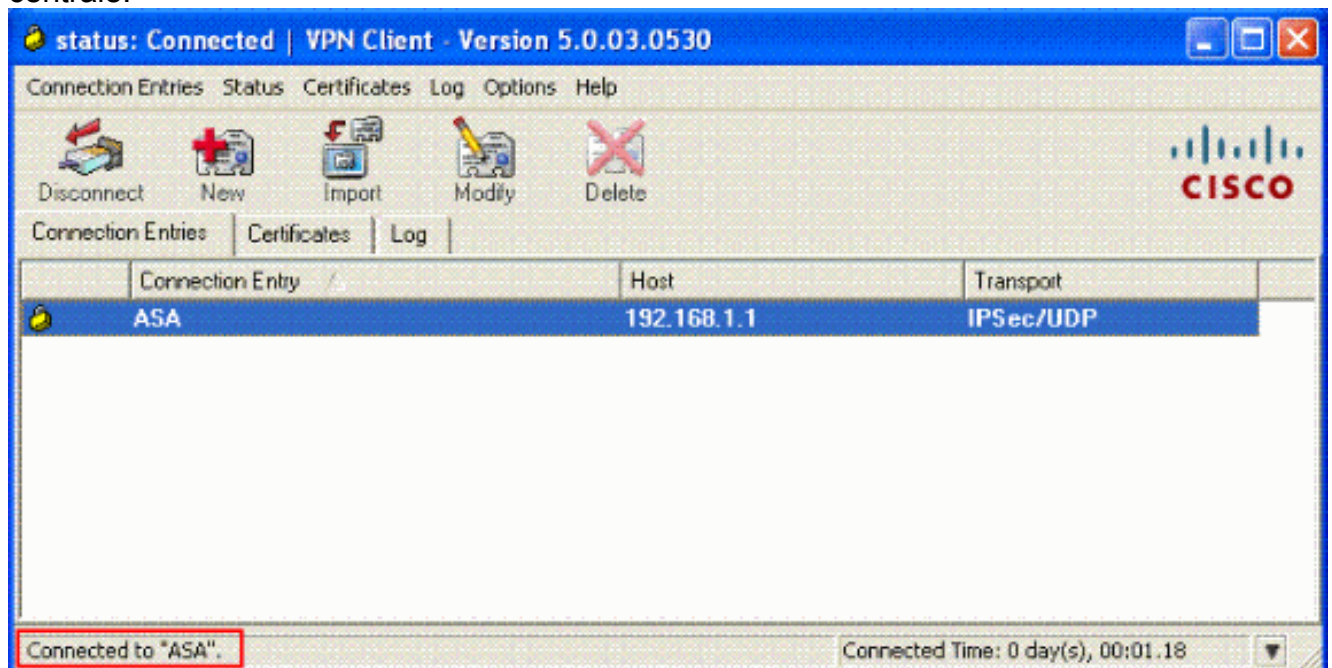 centrale.
status: Connected | VPN Client - Version 5.0.03.0530
Connection Entries Status Certificates Log Options Help
Disconnect New Import Modify Delete
CISCO
Connection Entries Certificates Log
Connection Entry Host Transport
ASA 192.168.1.1 IPSec/UDP
Connected to "ASA". Connected Time: 0 day(s), 00:01.18